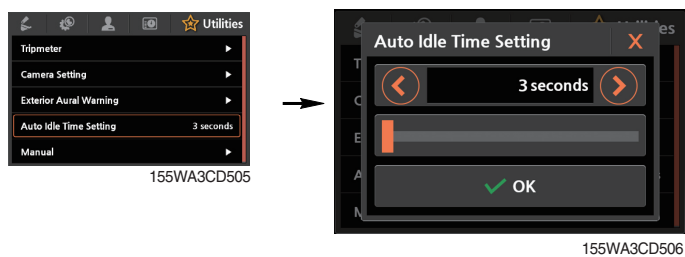 Utilities
Tripmeter
Camera Setting
Exterior Aural Warning
Auto Idle Time Setting 3 seconds
Manual
155WA3CD505
Auto Idle Time Setting X
3 seconds
OK
155WA3CD506